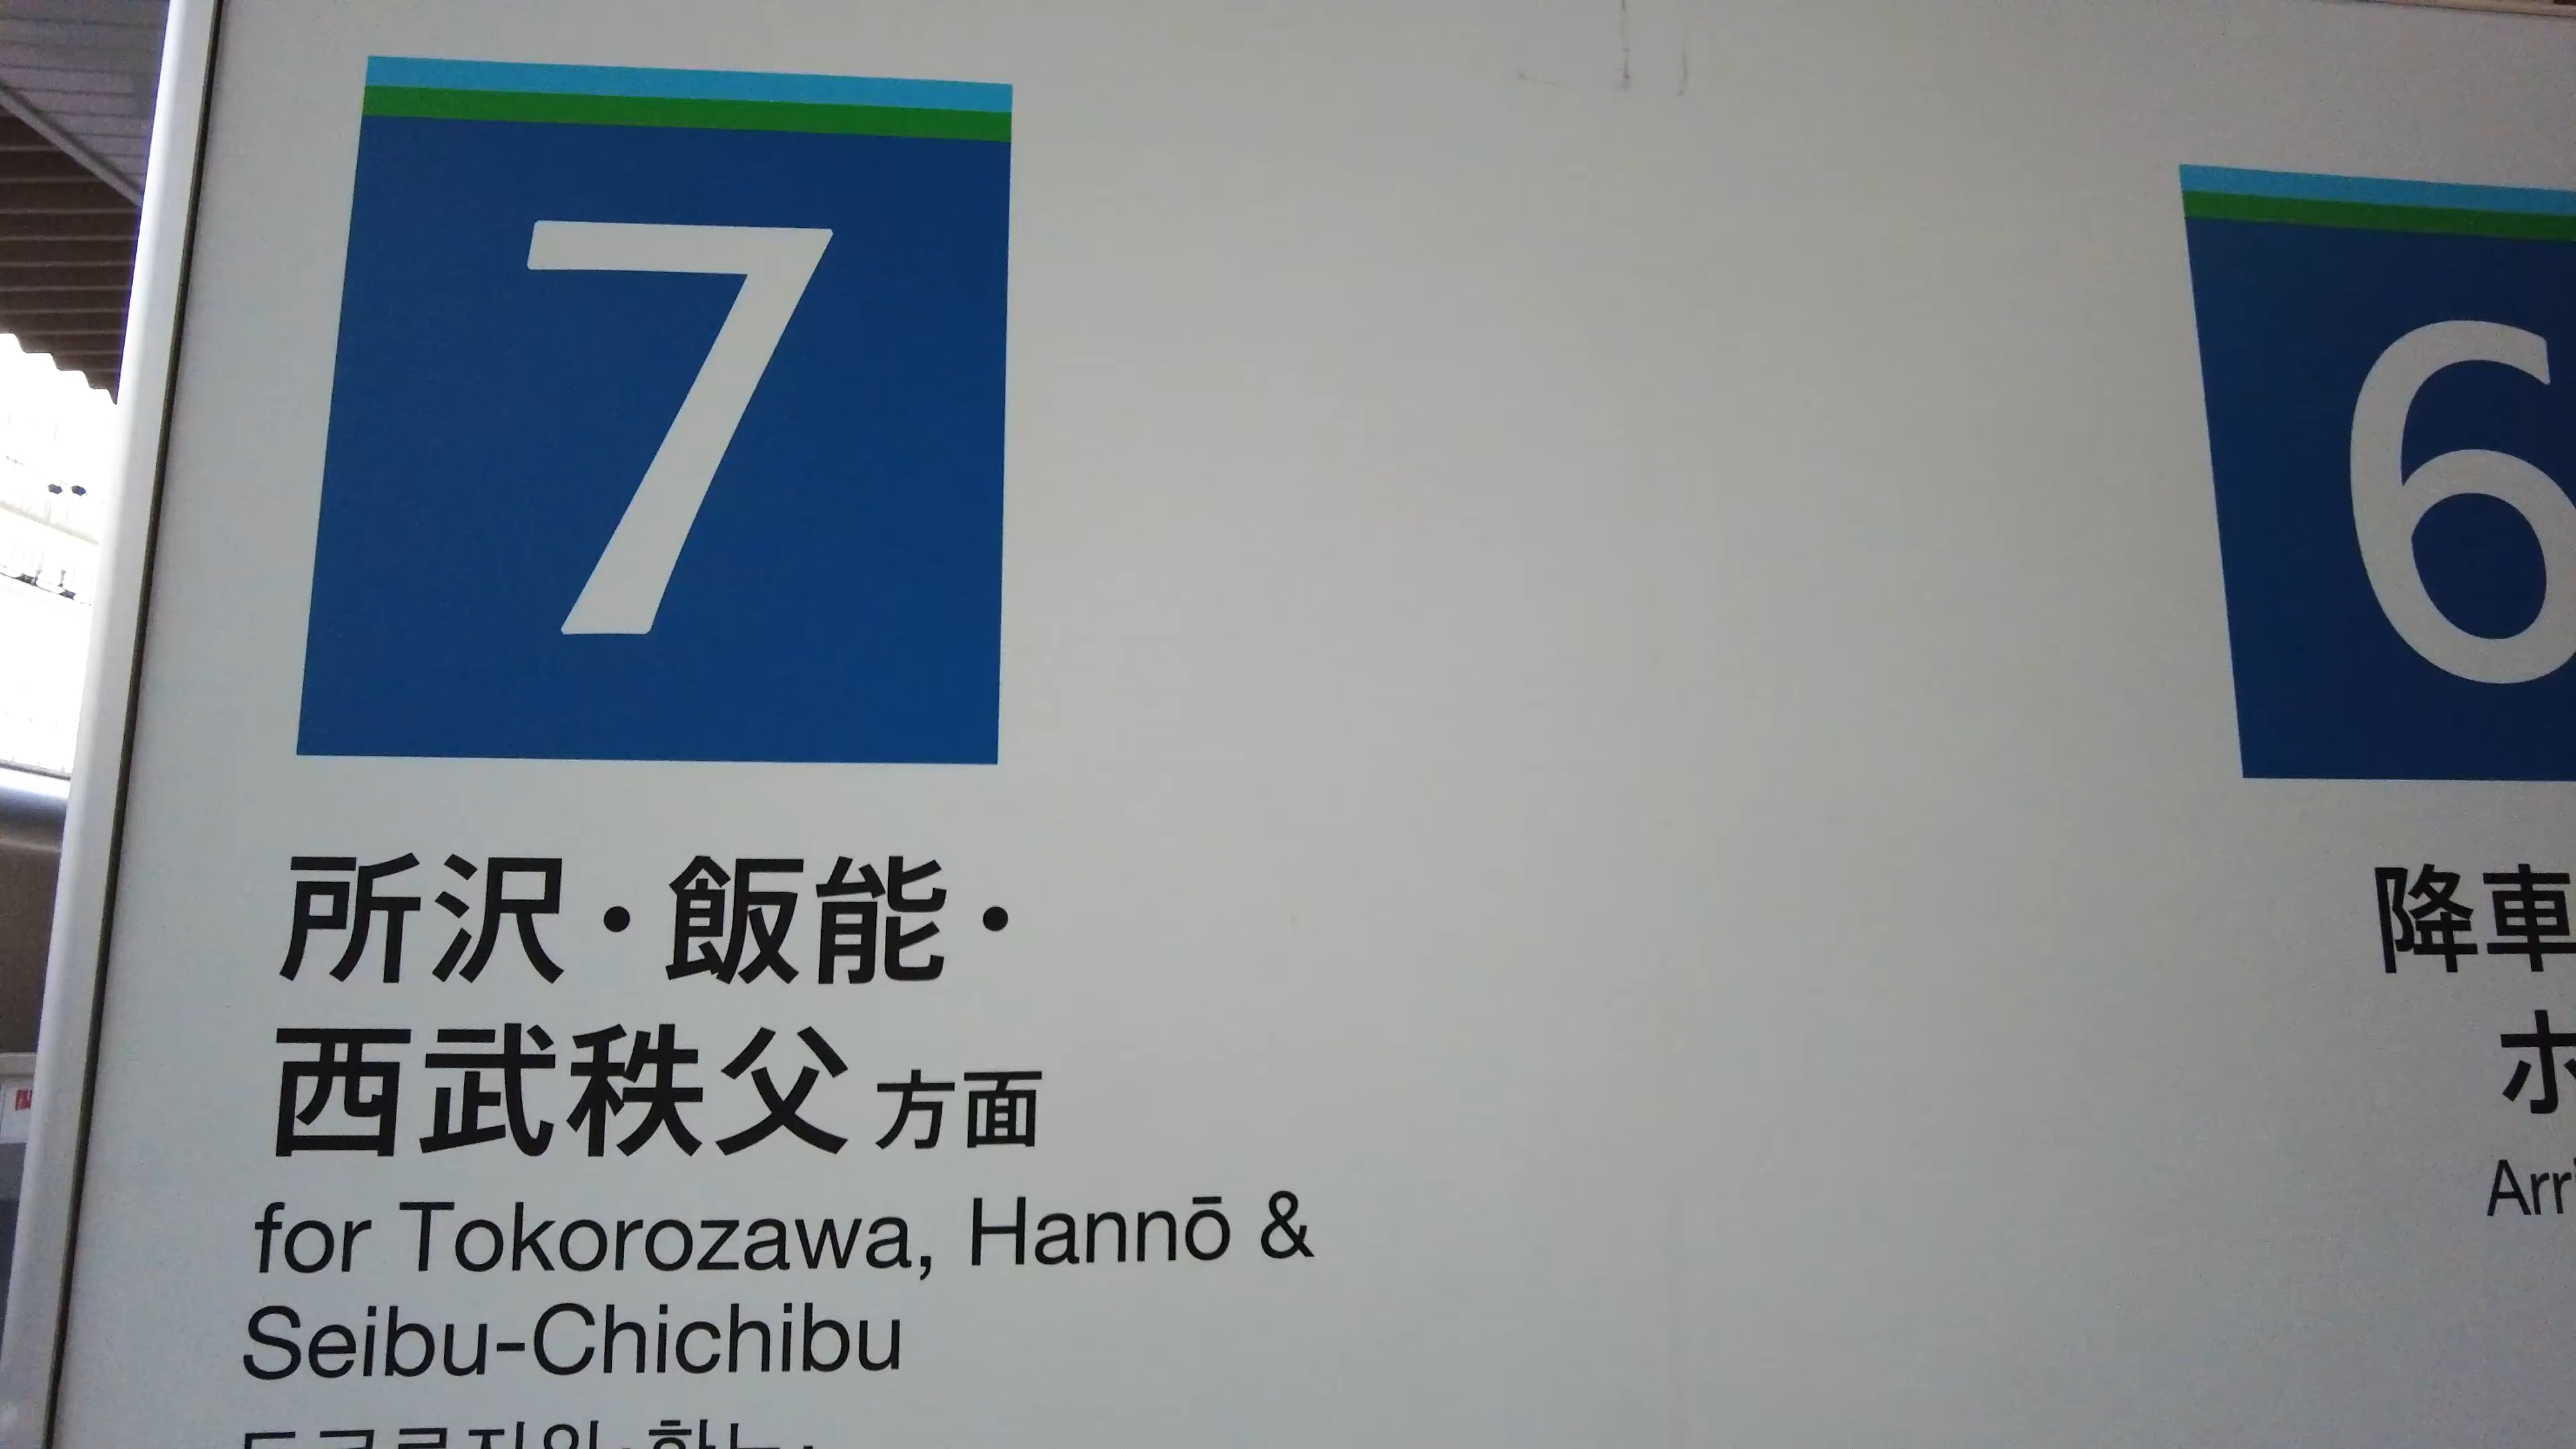 7
所沢・飯能・
西武秩父 方面
for Tokorozawa, Hannō &
Seibu-Chichibu
6
降車
ホ
Arr